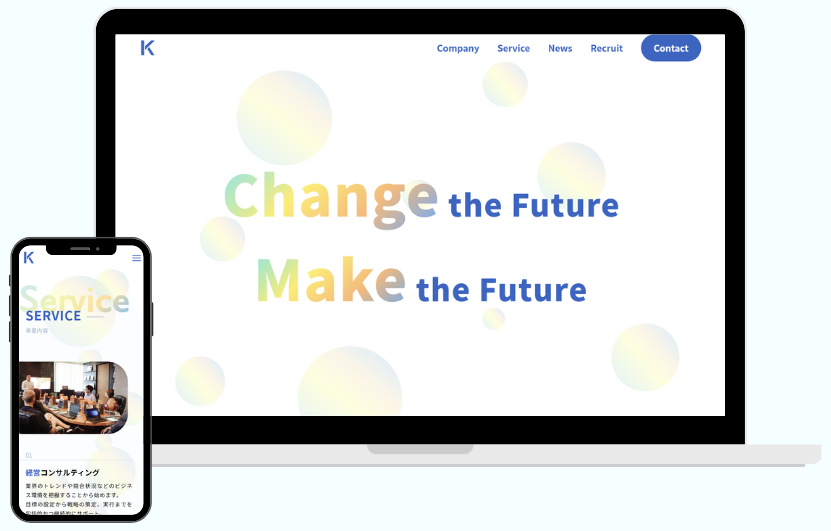 K
Company Service News Recruit Contact
Change the Future
Make the Future
K
Service
SERVICE
事業内容
01
経営コンサルティング
業界のトレンドや競合状況などのビジネ
ス環境を把握することから始めます。
目標の設定から戦略の策定、実行までを